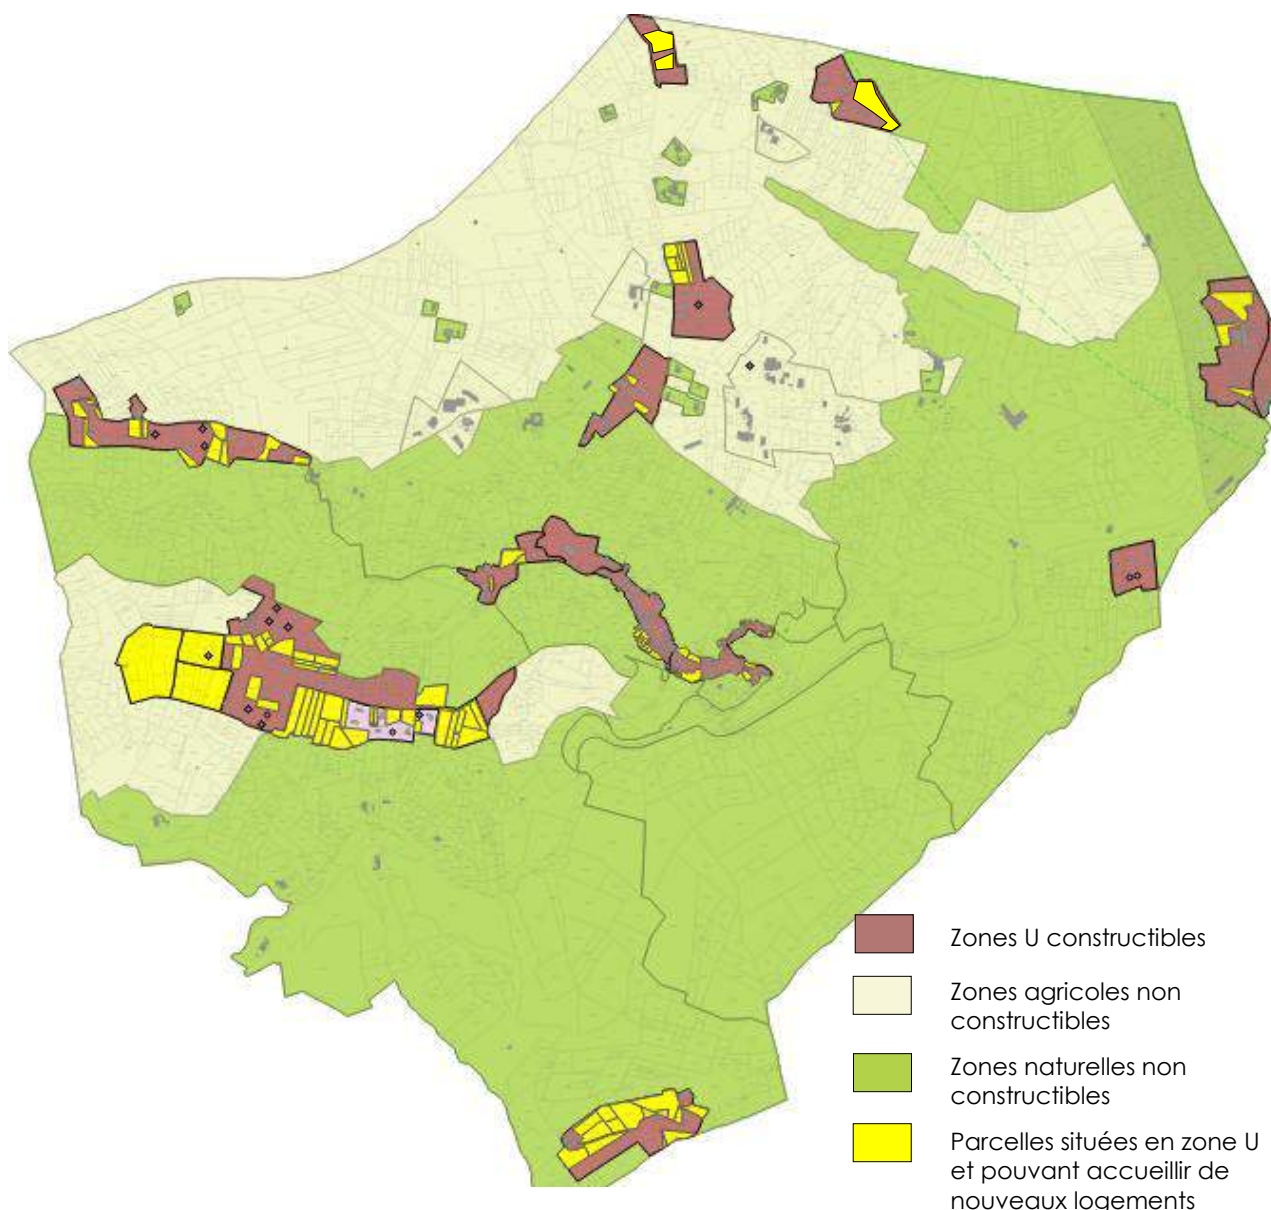 Zones U constructibles
Zones agricoles non
constructibles
Zones naturelles non
constructibles
Parcelles situées en zone U
et pouvant accueillir de
nouveaux logements